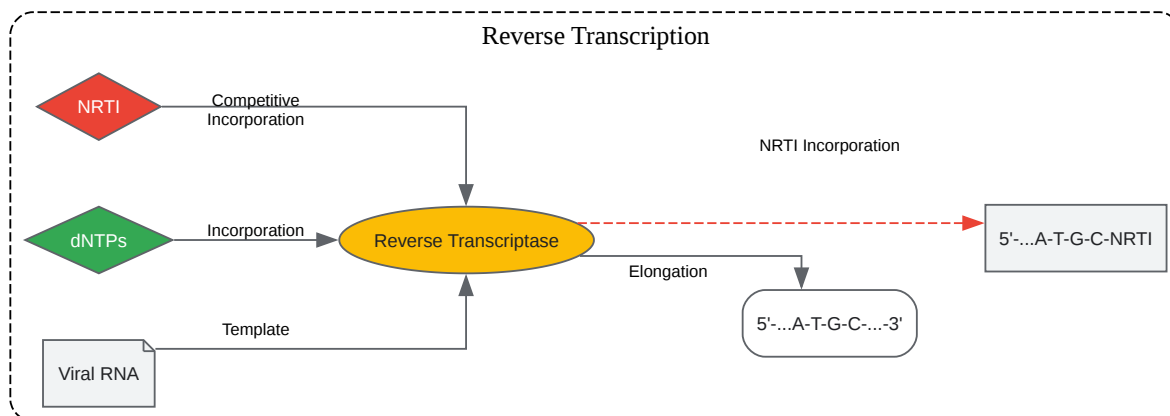 Reverse Transcription
NRTI
Competitive
Incorporation
NRTI Incorporation
dNTPs
Incorporation
Reverse Transcriptase
5'-...A-T-G-C-NRTI
Elongation
5'-...A-T-G-C-...-3'
Template
Viral RNA